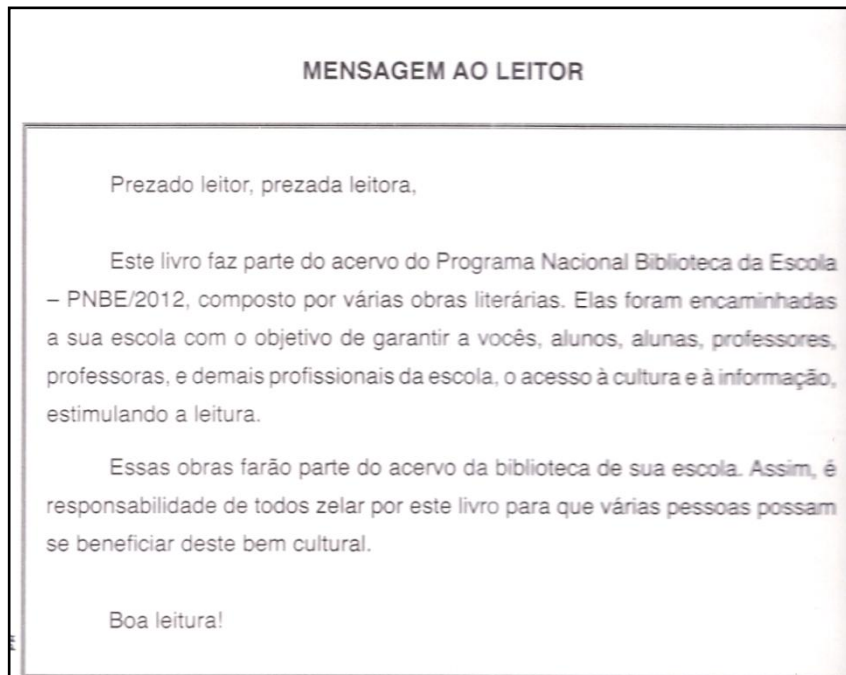 MENSAGEM AO LEITOR
Prezado leitor, prezada leitora,
Este livro faz parte do acervo do Programa Nacional Biblioteca da Escola
– PNBE/2012, composto por várias obras literárias. Elas foram encaminhadas
a sua escola com o objetivo de garantir a vocês, alunos, alunas, professores,
professoras, e demais profissionais da escola, o acesso à cultura e à informação,
estimulando a leitura.
Essas obras farão parte do acervo da biblioteca de sua escola. Assim, é
responsabilidade de todos zelar por este livro para que várias pessoas possam
se beneficiar deste bem cultural.
Boa leitura!